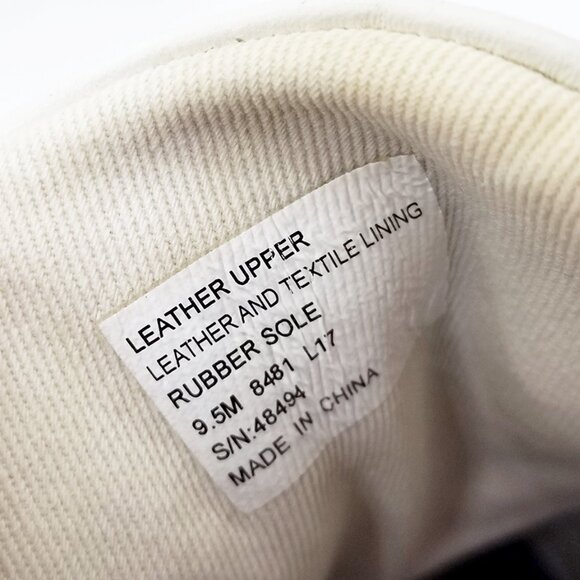 LEATHER UPPER
LEATHER AND TEXTILE LINING
RUBBER SOLE
9.5M 8481 L17
S/N:48494
MADE IN CHINA